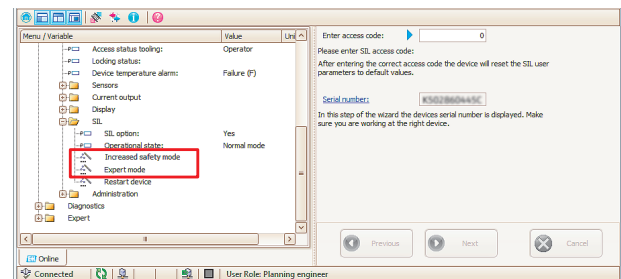 Menu / Variable Value Uni
Access status tooling: Operator
Locking status:
Device temperature alarm: Failure (F)
Sensors
Current output
Display
SIL
SIL option: Yes
Operational state: Normal mode
Increased safety mode
Expert mode
Restart device
Administration
Diagnostics
Expert
Online
Enter access code: 0
Please enter SIL access code:
After entering the correct access code the device will reset the SIL user
parameters to default values.
Serial number:
In this step of the wizard the devices serial number is displayed. Make
sure you are working at the right device.
Previous Next Cancel
Connected User Role: Planning engineer